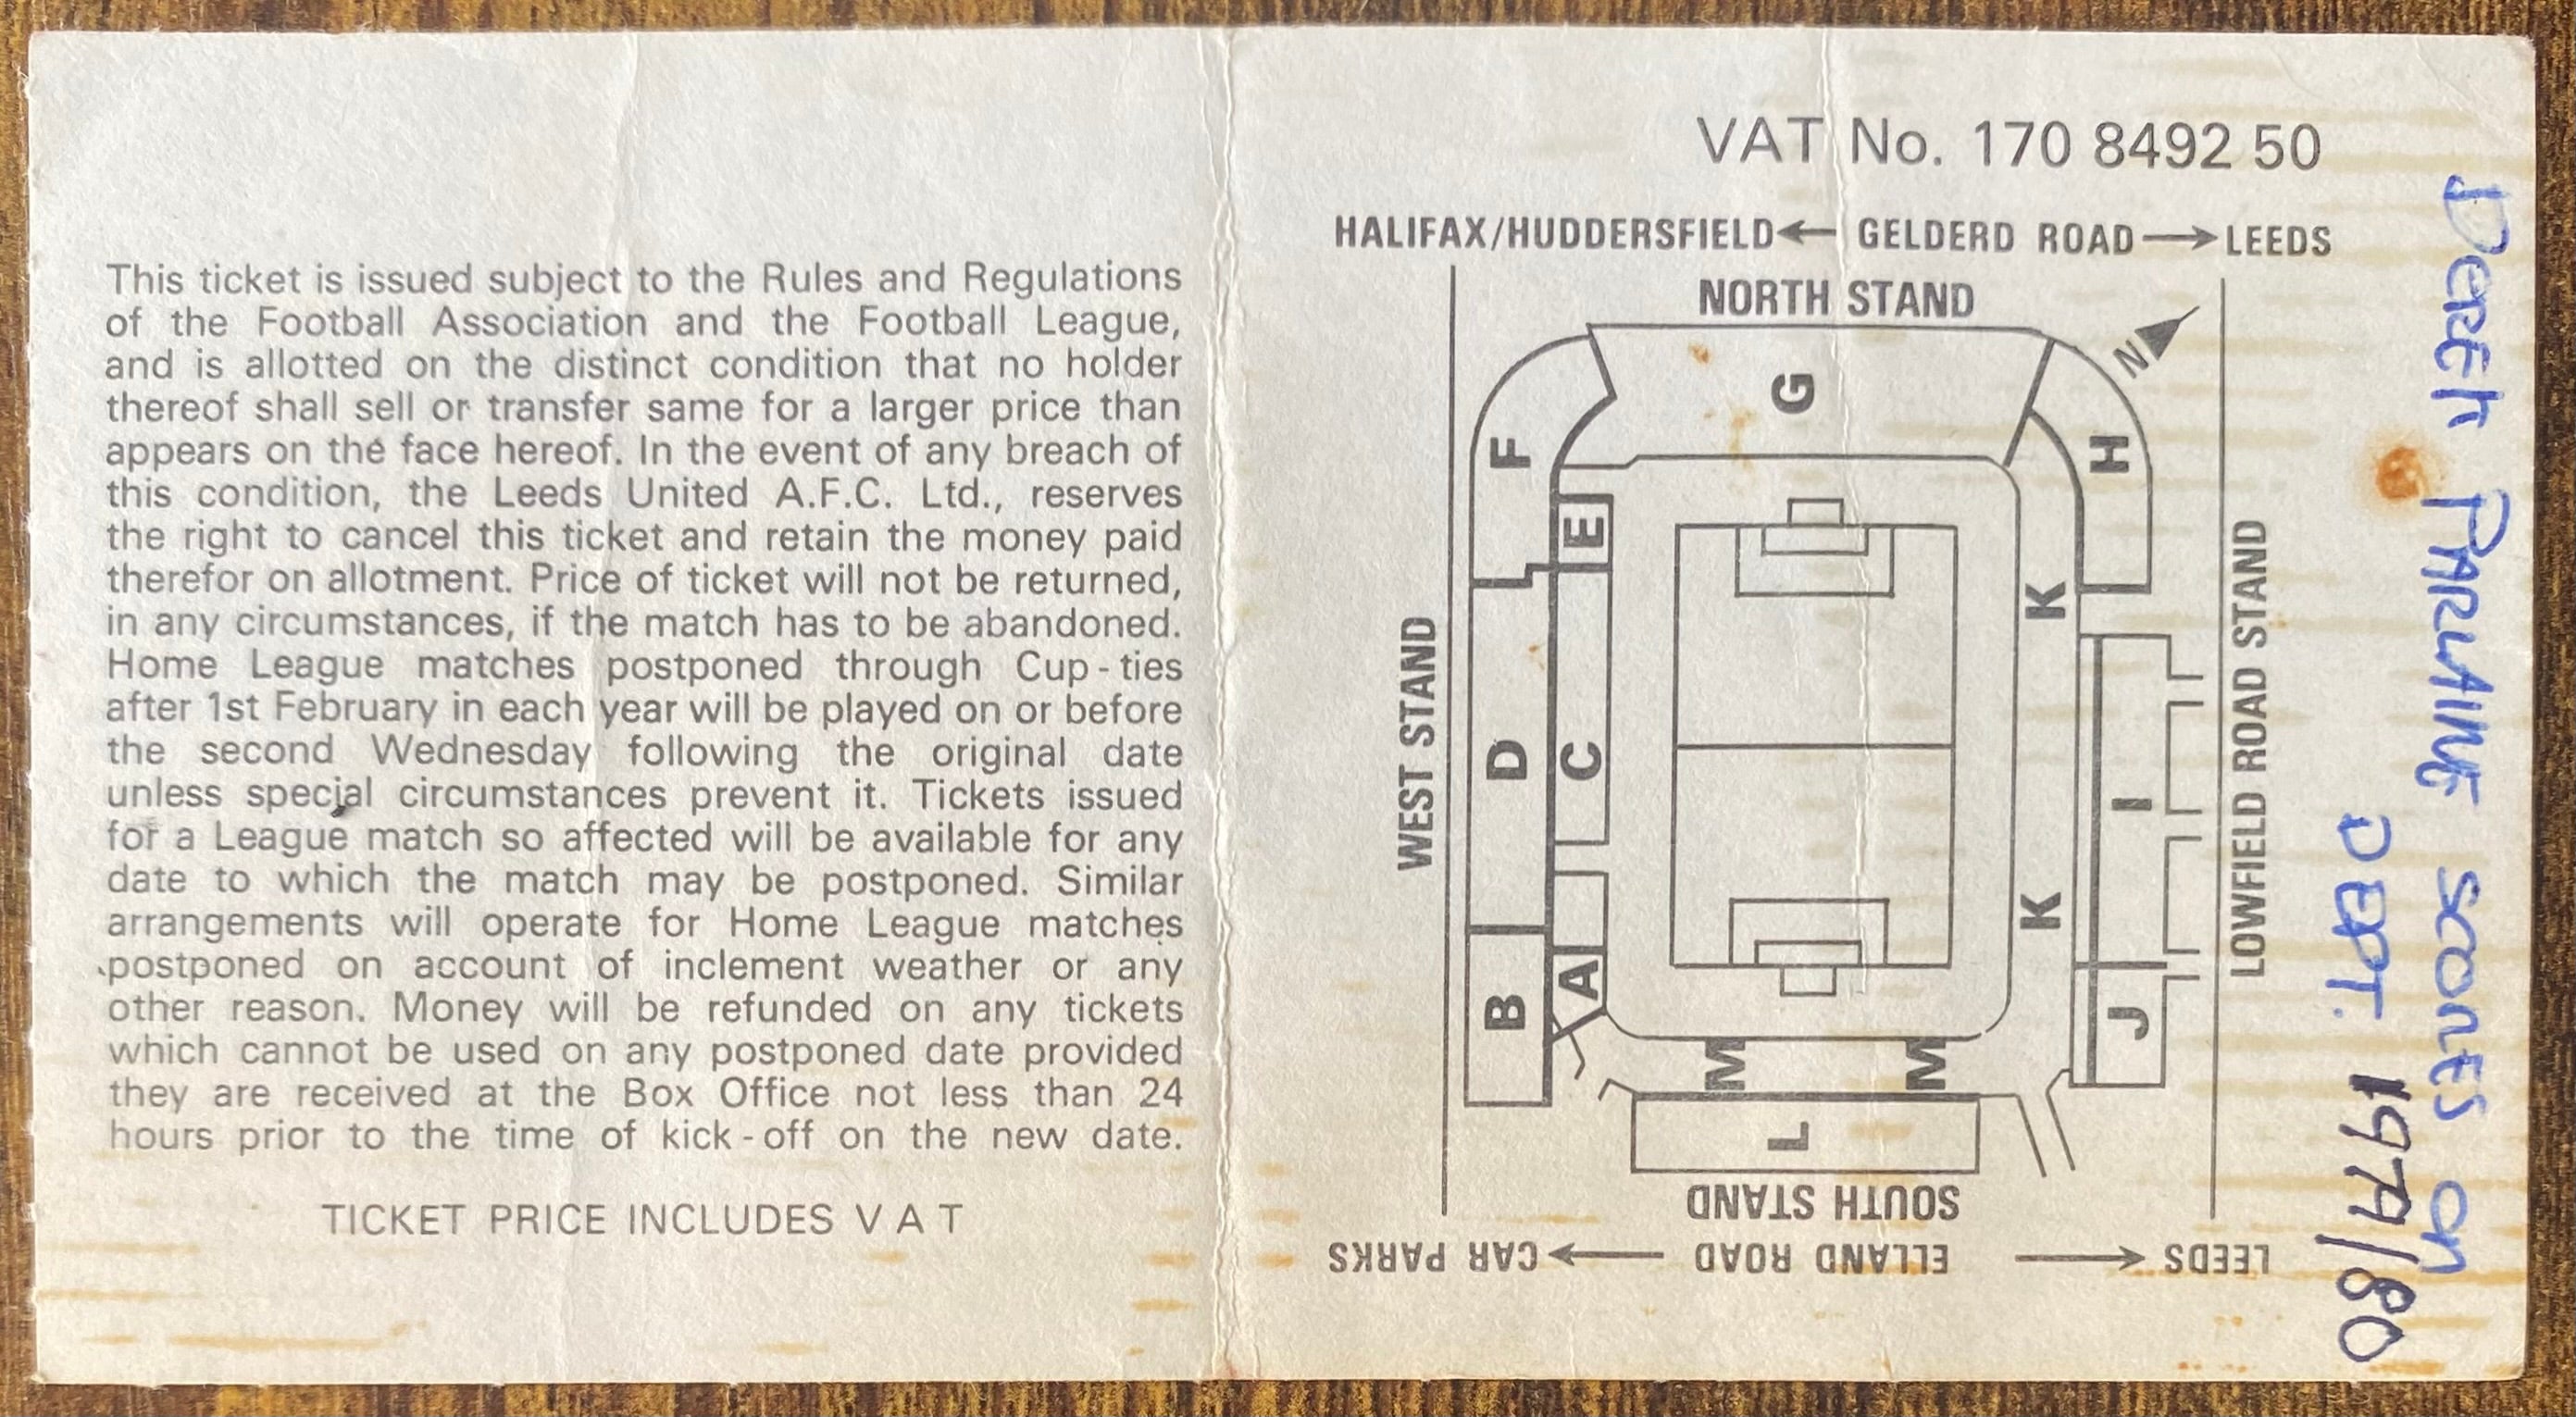 This ticket is issued subject to the Rules and Regulations
of the Football Association and the Football League,
and is allotted on the distinct condition that no holder
thereof shall sell or transfer same for a larger price than
appears on the face hereof. In the event of any breach of
this condition, the Leeds United A.F.C. Ltd., reserves
the right to cancel this ticket and retain the money paid
therefor on allotment. Price of ticket will not be returned,
in any circumstances, if the match has to be abandoned.
Home League matches postponed through Cup-ties
after 1st February in each year will be played on or before
the second Wednesday following the original date
unless special circumstances prevent it. Tickets issued
for a League match so affected will be available for any
date to which the match may be postponed. Similar
arrangements will operate for Home League matches
postponed on account of inclement weather or any
other reason. Money will be refunded on any tickets
which cannot be used on any postponed date provided
they are received at the Box Office not less than 24
hours prior to the time of kick-off on the new date.
TICKET PRICE INCLUDES V A T
VAT No. 170 8492 50
HALIFAX/HUDDERSFIELD ← GELDERD ROAD → LEEDS
NORTH STAND
N
G
F
H
E
K
WEST STAND
D
C
I
LOWFIELD ROAD STAND
K
B
A
J
M
M
L
SOUTH STAND
CAR PARKS ← ELLAND ROAD → LEEDS
DEREK PARLANE SCORES ON
DEPT. 1979/80